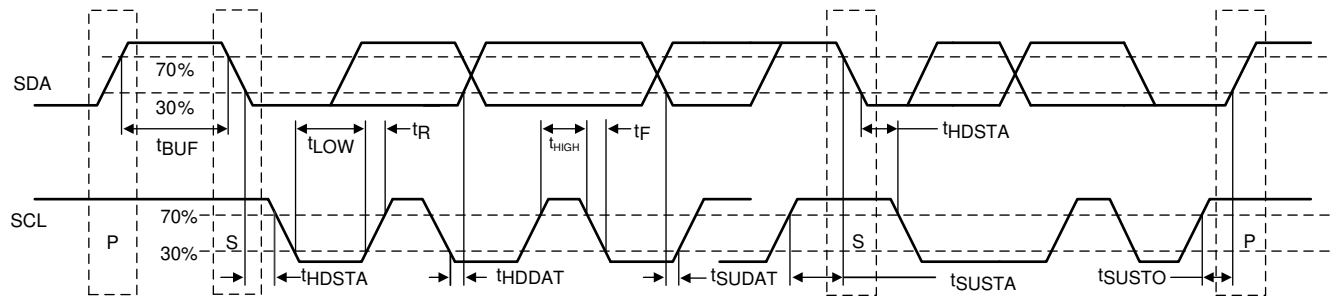 70%
SDA
30%
tBUF
tLOW
tR
tHIGH
tF
tHDSTA
SCL
70%
P
S
30%
S
P
tHDSTA
tHDDAT
tSUDAT
tSUSTA
tSUSTO